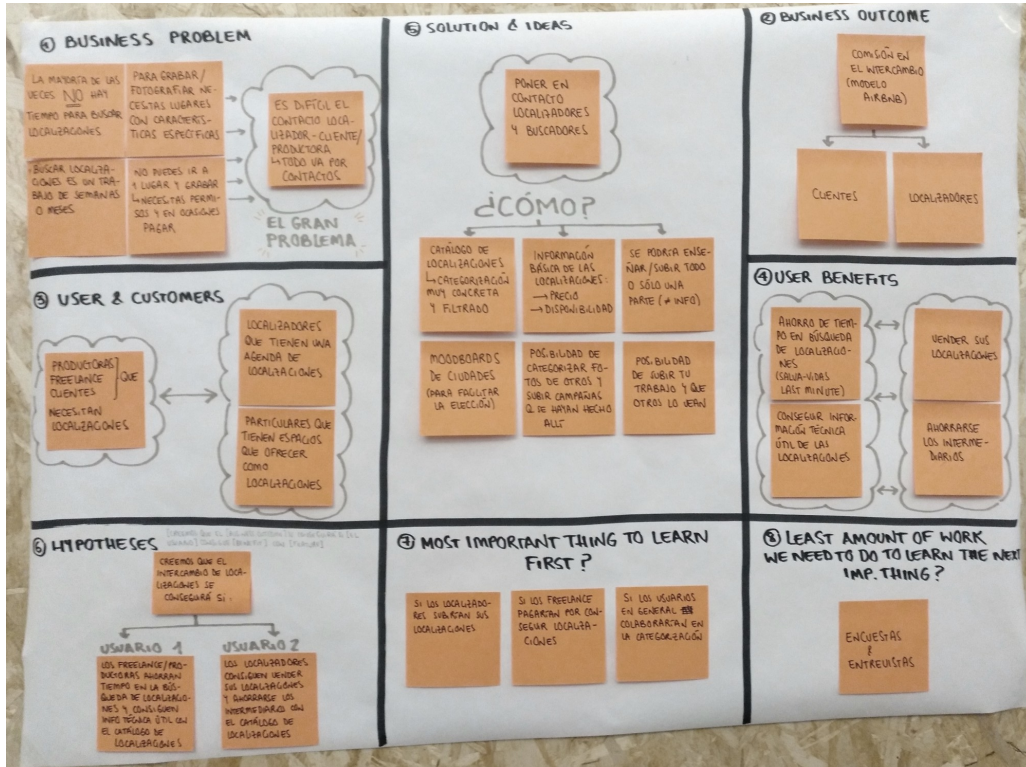 ① BUSINESS PROBLEM
LA MAYORÍA DE LAS
VECES NO HAY
TIEMPO PARA BUSCAR
LOCALIZACIONES
PARA GRABAR/
FOTOGRAFIAR NE-
CESITAS LUGARES
CON CARACTERÍS-
TICAS ESPECÍFICAS
BUSCAR LOCALIZA-
CIONES ES UN TRA-
BAJO DE SEMANAS
O MESES
NO PUEDES IR A
1 LUGAR Y GRABAR
↳ NECESITAS PERMI-
SOS Y EN OCASIONES
PAGAR
ES DIFÍCIL EL
CONTACTO LOCA-
LIZADOR-CLIENTE/
PRODUCTORA
↳ TODO VA POR
CONTACTOS
EL GRAN
PROBLEMA
⑤ SOLUTION & IDEAS
PONER EN
CONTACTO
LOCALIZADORES
Y BUSCADORES
¿CÓMO?
CATÁLOGO DE
LOCALIZACIONES
↳ CATEGORIZACIÓN
MUY CONCRETA
Y FILTRADO
INFORMACIÓN
BÁSICA DE LAS
LOCALIZACIONES:
→ PRECIO
→ DISPONIBILIDAD
SE PODRÍA ENSE-
ÑAR/SUBIR TODO
O SÓLO UNA
PARTE (≠ INFO)
MOODBOARDS
DE CIUDADES
(PARA FACILITAR
LA ELECCIÓN)
POSIBILIDAD DE
CATEGORIZAR FO-
TOS DE OTROS Y
SUBIR CAMPAÑAS
Q. SE HAYAN HECHO
ALLÍ
POSIBILIDAD
DE SUBIR TU
TRABAJO Y QUE
OTROS LO VEAN
② BUSINESS OUTCOME
COMISIÓN EN
EL INTERCAMBIO
(MODELO
AIRBNB)
CLIENTES
LOCALIZADORES
③ USER & CUSTOMERS
PRODUCTORAS
FREELANCE
CLIENTES
QUE
NECESITAN
LOCALIZACIONES
LOCALIZADORES
QUE TIENEN UNA
AGENDA DE
LOCALIZACIONES
PARTICULARES QUE
TIENEN ESPACIOS
QUE OFRECER
COMO
LOCALIZACIONES
④ USER BENEFITS
AHORRO DE TIEM-
PO EN BÚSQUEDA
DE LOCALIZACIO-
NES
(SALVA-VIDAS
LAST MINUTE)
CONSEGUIR INFOR-
MACIÓN TÉCNICA
ÚTIL DE LAS
LOCALIZACIONES
VENDER SUS
LOCALIZACIONES
AHORRARSE
LOS INTERME-
DIARIOS
⑥ HYPOTHESES
CREEMOS QUE EL
INTERCAMBIO DE LOCA-
LIZACIONES SE
CONSEGUIRÁ SI:
USUARIO 1
LOS FREELANCE/PRO-
DUCTORAS AHORRAN
TIEMPO EN LA BÚS-
QUEDA DE LOCALIZACIO-
NES Y CONSIGUEN
INFO TÉCNICA ÚTIL CON
EL CATÁLOGO DE
LOCALIZACIONES
USUARIO 2
LOS LOCALIZADORES
CONSIGUEN VENDER
SUS LOCALIZACIONES
Y AHORRARSE LOS
INTERMEDIARIOS CON
EL CATÁLOGO DE
LOCALIZACIONES
⑦ MOST IMPORTANT THING TO LEARN
FIRST?
SI LOS LOCALIZADO-
RES SUBIRÍAN SUS
LOCALIZACIONES
SI LOS FREELANCE
PAGARÍAN POR CON-
SEGUIR LOCALIZA-
CIONES
SI LOS USUARIOS
EN GENERAL
COLABORARÍAN EN
LA CATEGORIZACIÓN
⑧ LEAST AMOUNT OF WORK
WE NEED TO DO TO LEARN THE NEXT
IMP. THING?
ENCUESTAS
&
ENTREVISTAS